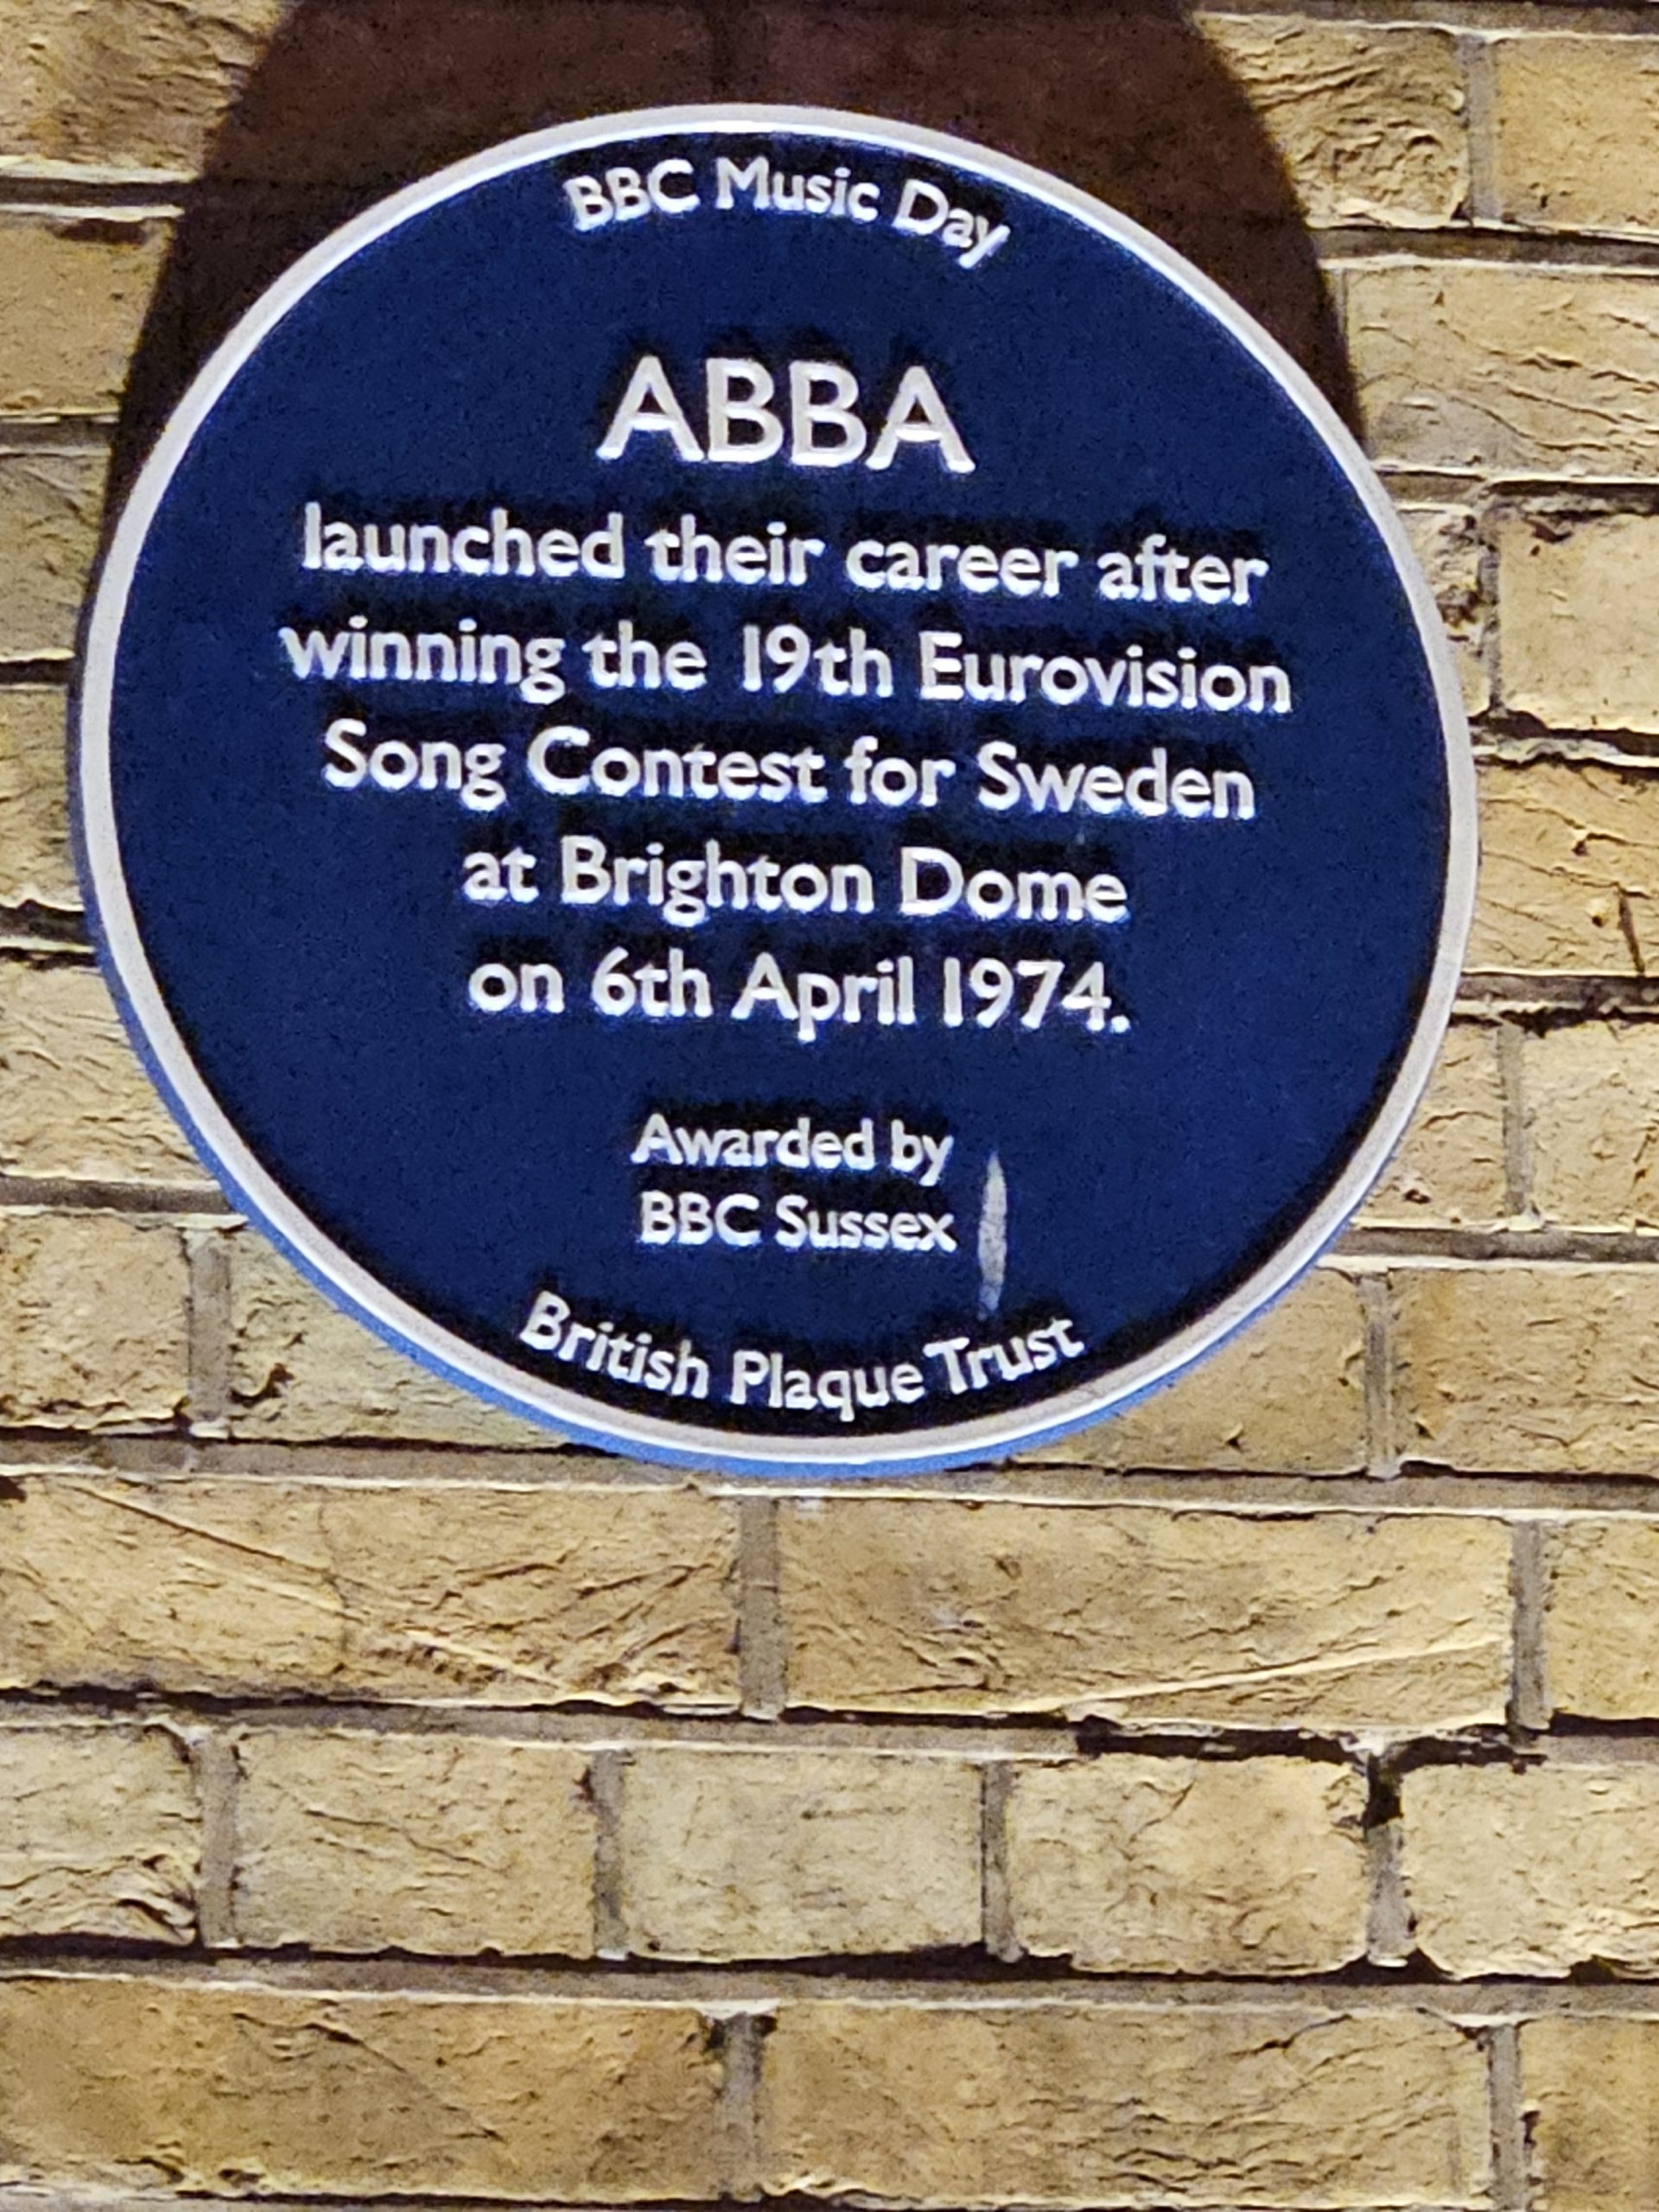 BBC Music Day
ABBA
launched their career after
winning the 19th Eurovision
Song Contest for Sweden
at Brighton Dome
on 6th April 1974.
Awarded by
BBC Sussex
British Plaque Trust